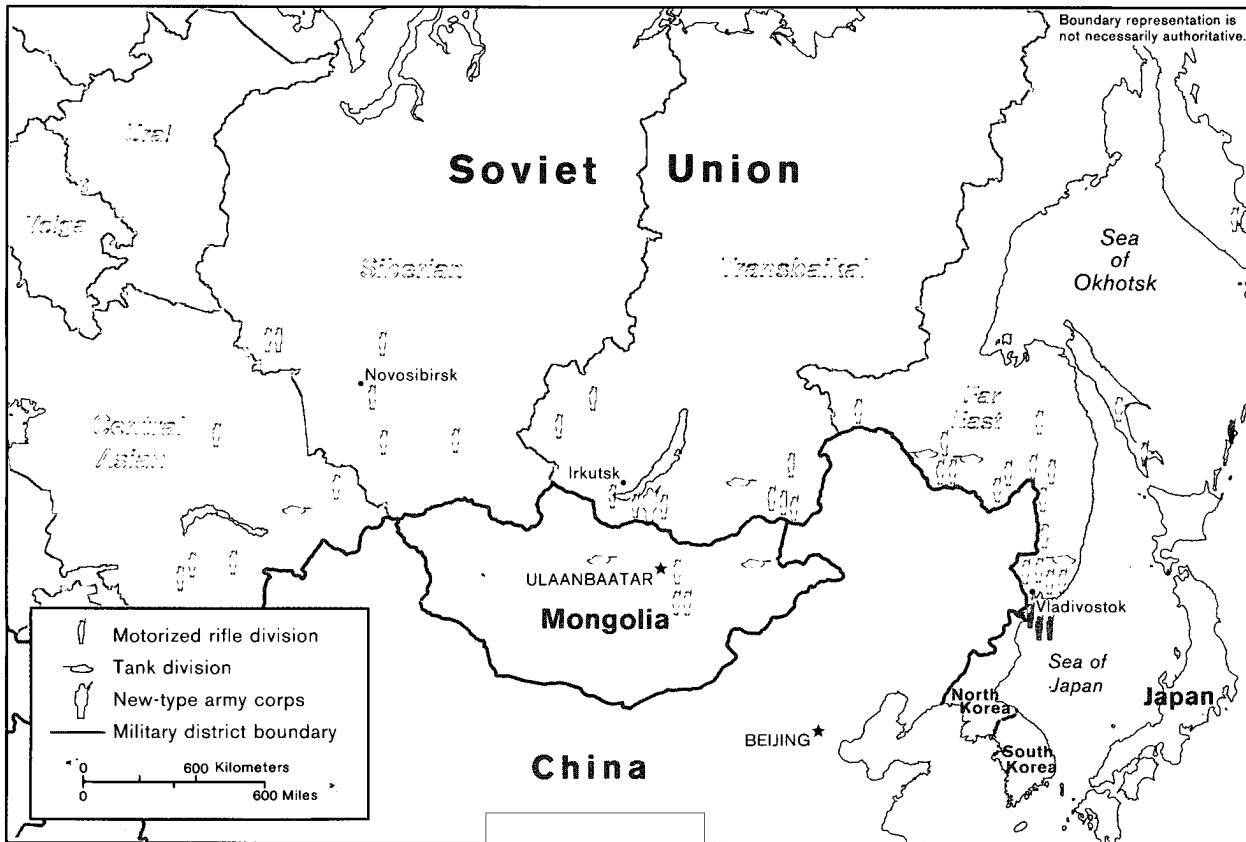 Boundary representation is
not necessarily authoritative.
Ural
Soviet Union
Volga
Siberian
Transbaikal
Sea
of
Okhotsk
Novosibirsk
Far
East
Central
Asian
Irkutsk
ULAANBAATAR
Mongolia
Vladivostok
Sea of
Japan
Japan
North
Korea
South
Korea
BEIJING
China
Motorized rifle division
Tank division
New-type army corps
Military district boundary
0 600 Kilometers
0 600 Miles